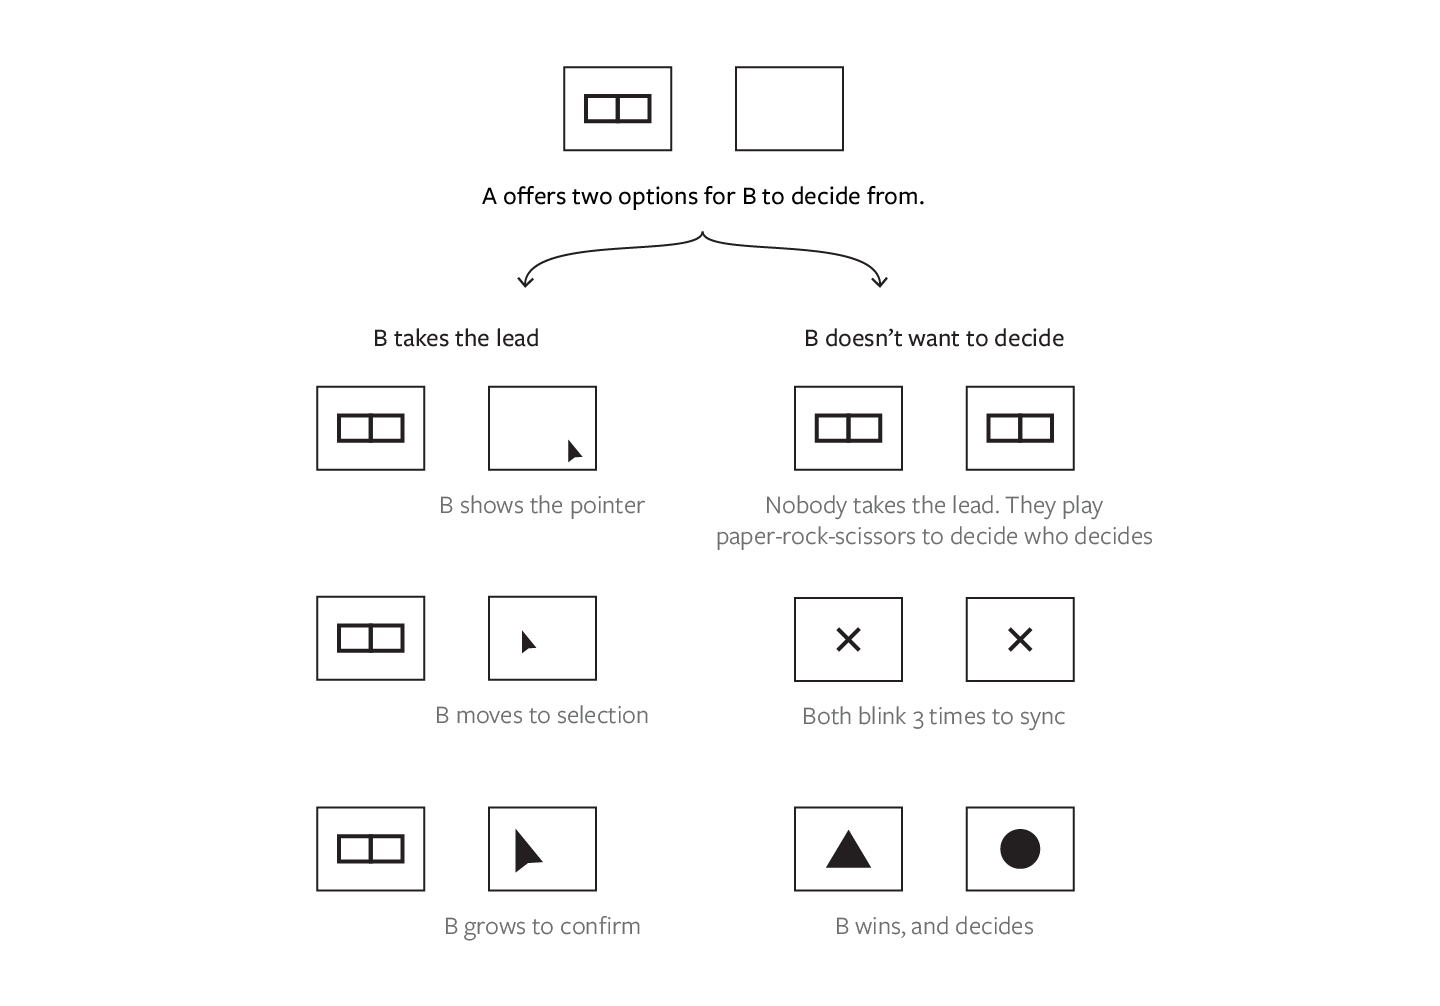 A offers two options for B to decide from.
B takes the lead
B shows the pointer
B moves to selection
B grows to confirm
B doesn’t want to decide
Nobody takes the lead. They play
paper-rock-scissors to decide who decides
Both blink 3 times to sync
B wins, and decides